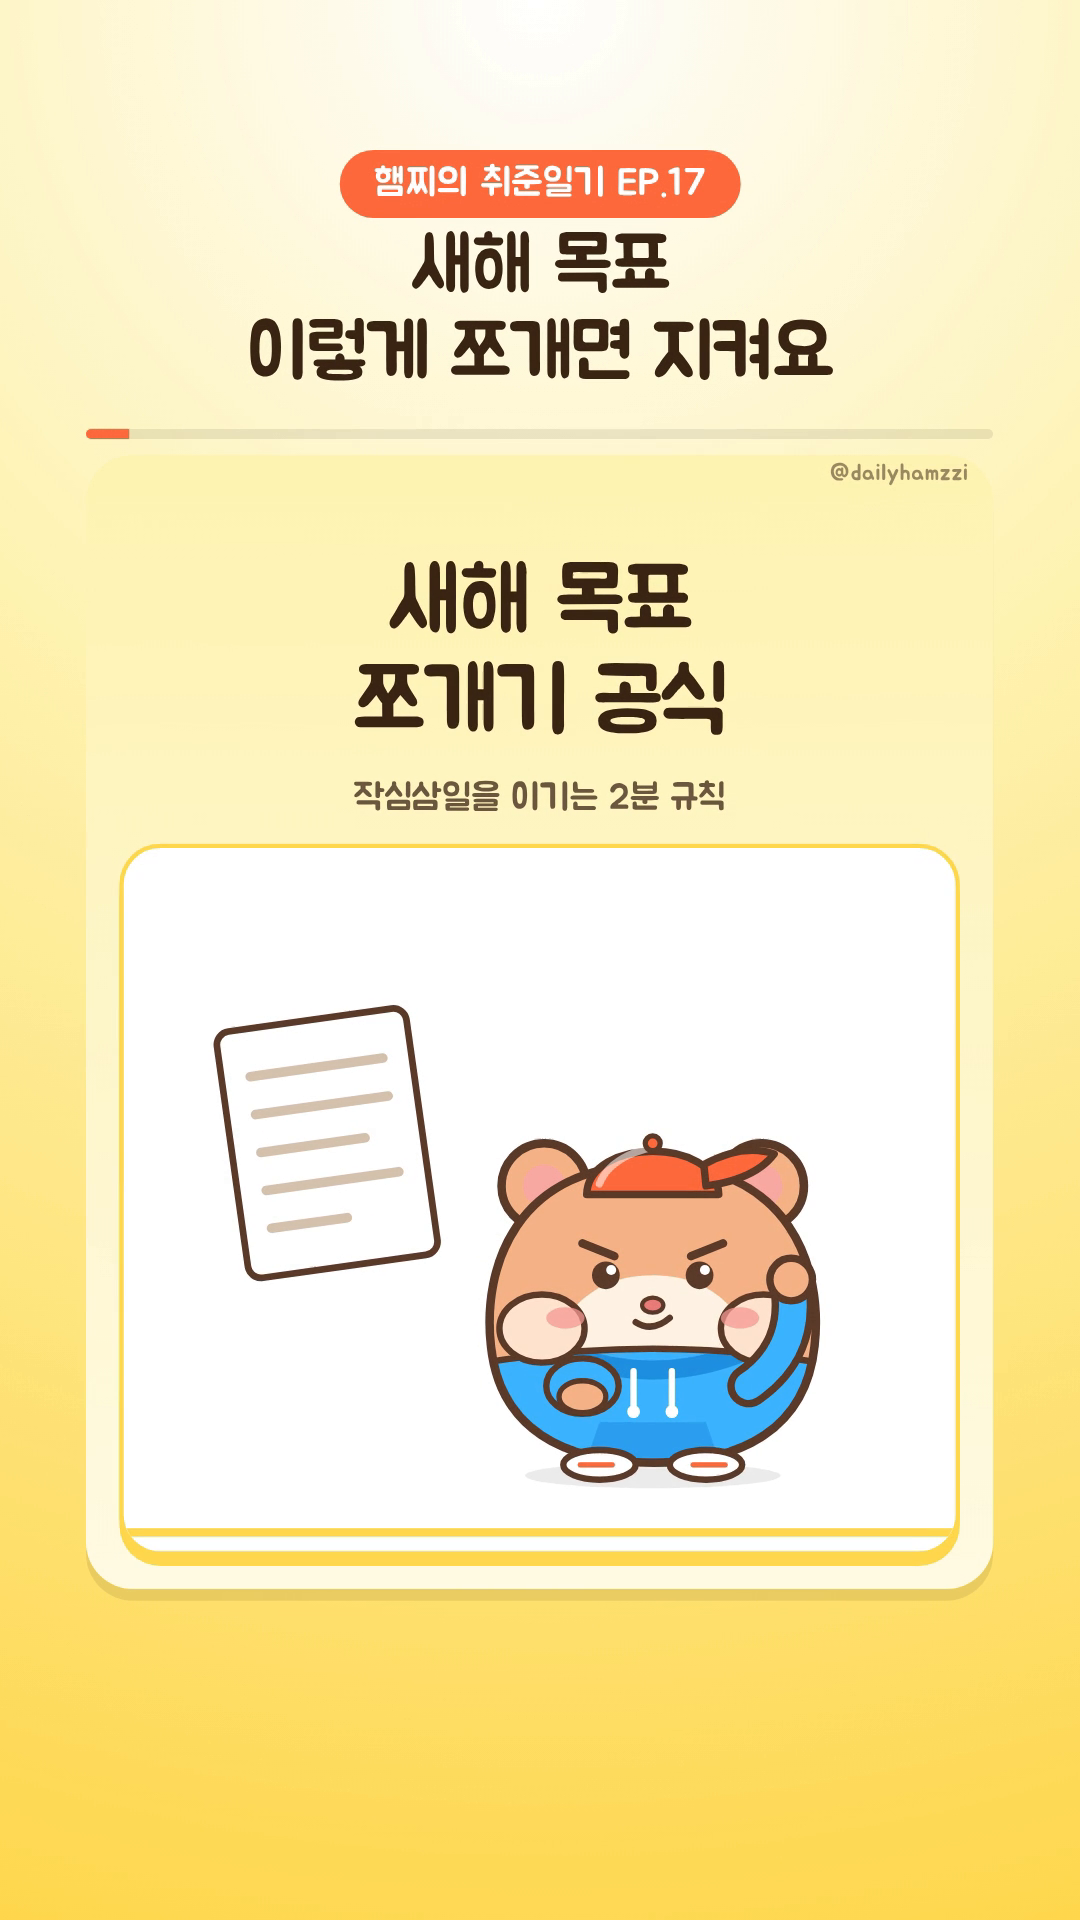 햄찌의 취준일기 EP.17
새해 목표
이렇게 쪼개면 지켜요
@dailyhamzzi
새해 목표
쪼개기 공식
작심삼일을 이기는 2분 규칙